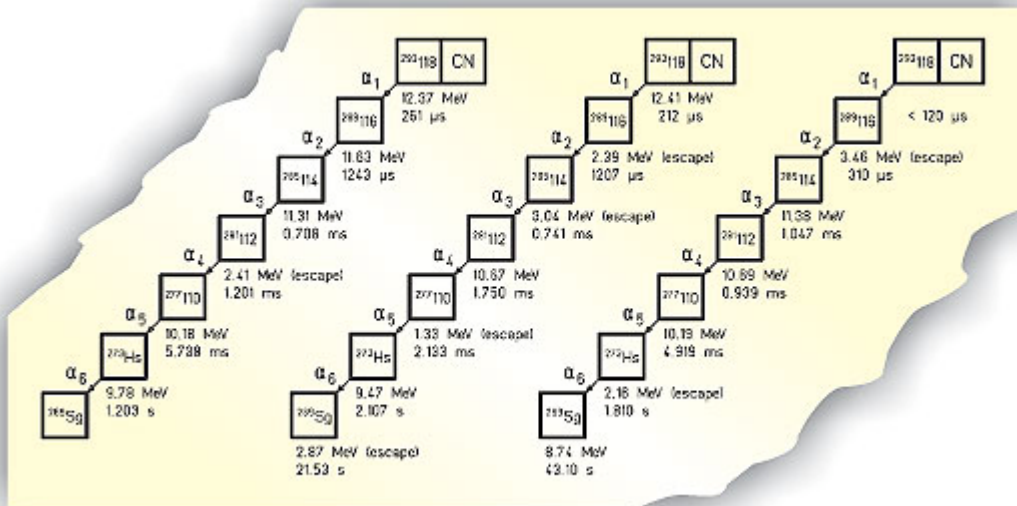 ²⁹³118 CN
α₁
12.37 MeV
261 µs
²⁸⁹116
α₂
11.63 MeV
1243 µs
²⁸⁵114
α₃
11.31 MeV
0.708 ms
²⁸¹112
α₄
2.41 MeV (escape)
1.201 ms
²⁷⁷110
α₅
10.18 MeV
5.738 ms
²⁷³Hs
α₆
9.78 MeV
1.203 s
²⁶⁹Sg
²⁹³118 CN
α₁
12.41 MeV
212 µs
²⁸⁹116
α₂
2.39 MeV (escape)
1207 µs
²⁸⁵114
α₃
3.04 MeV (escape)
0.741 ms
²⁸¹112
α₄
10.67 MeV
1.750 ms
²⁷⁷110
α₅
1.33 MeV (escape)
2.133 ms
²⁷³Hs
α₆
9.47 MeV
2.107 s
²⁶⁹Sg
2.87 MeV (escape)
21.53 s
²⁹³118 CN
α₁
< 120 µs
²⁸⁹116
α₂
3.46 MeV (escape)
310 µs
²⁸⁵114
α₃
11.38 MeV
1.047 ms
²⁸¹112
α₄
10.69 MeV
0.939 ms
²⁷⁷110
α₅
10.19 MeV
4.919 ms
²⁷³Hs
α₆
2.16 MeV (escape)
1.810 s
²⁶⁹Sg
8.74 MeV
43.10 s